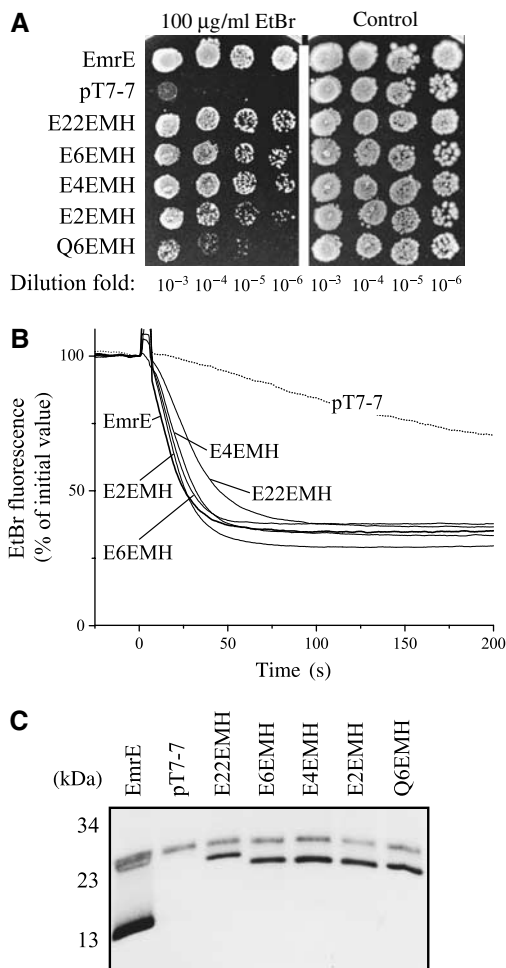 A
100 μg/ml EtBr Control
EmrE
pT7-7
E22EMH
E6EMH
E4EMH
E2EMH
Q6EMH
Dilution fold: 10⁻³ 10⁻⁴ 10⁻⁵ 10⁻⁶ 10⁻³ 10⁻⁴ 10⁻⁵ 10⁻⁶
B
EtBr fluorescence
(% of initial value)
100
50
0
pT7-7
EmrE
E4EMH
E2EMH
E22EMH
E6EMH
0 50 100 150 200
Time (s)
C
(kDa) EmrE pT7-7 E22EMH E6EMH E4EMH E2EMH Q6EMH
34
23
13